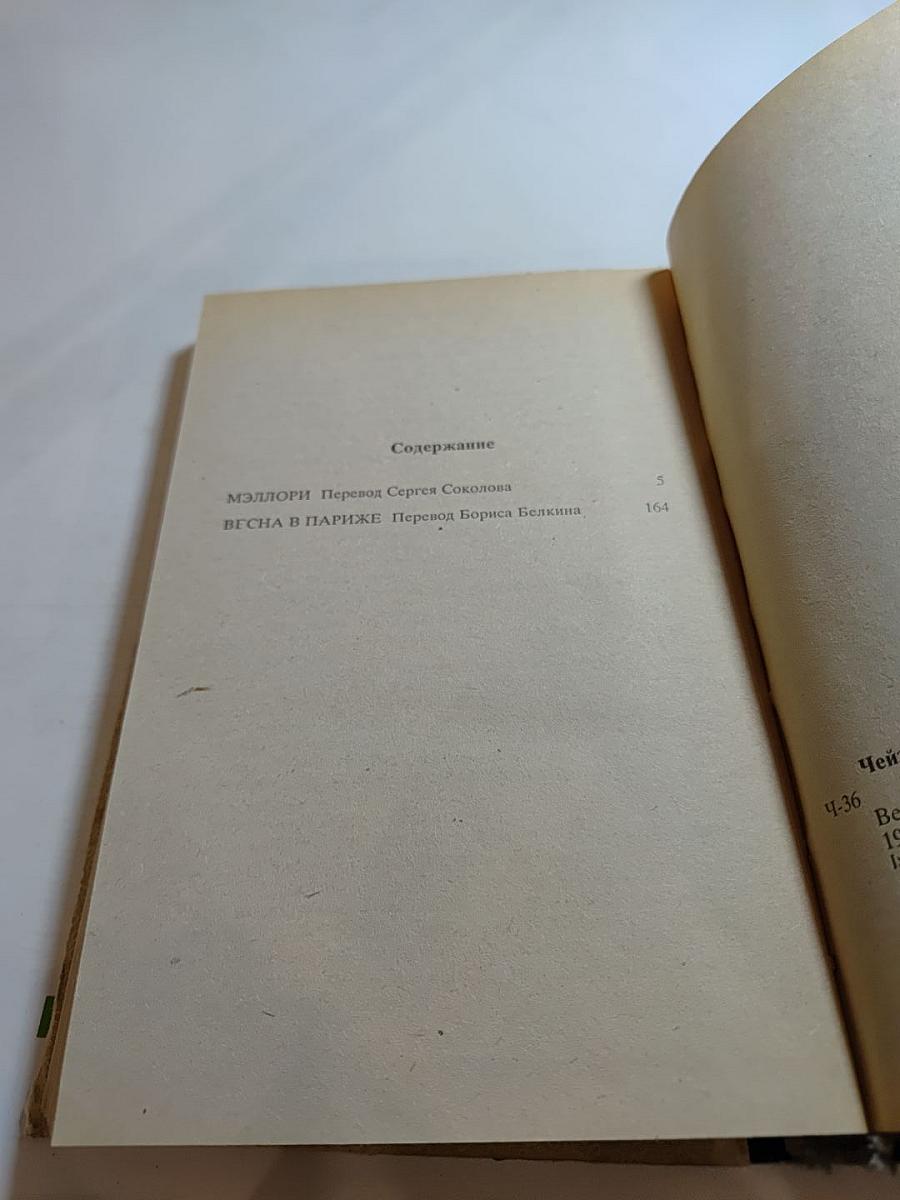 Содержание
МЭЛЛОРИ Перевод Сергея Соколова 5
ВЕСНА В ПАРИЖЕ Перевод Бориса Белкина 164
Ч-36